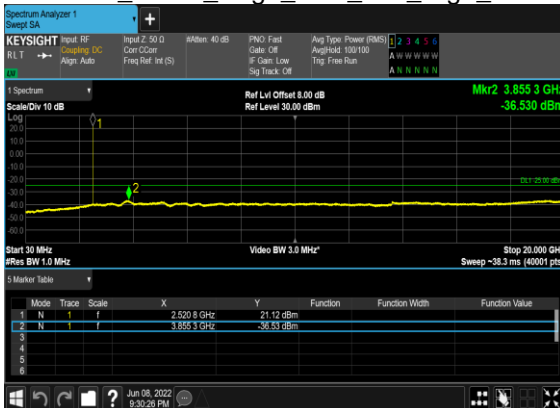 Spectrum Analyzer 1
Swept SA
KEYSIGHT Input: RF Input Z: 50 Ω #Atten: 40 dB PNO: Fast Avg Type: Power (RMS) 1 2 3 4 5 6
RLT Coupling: DC Corr CCorr Gate: Off Avg|Hold: 100/100 A W W W W W
Align: Auto Freq Ref: Int (S) IF Gain: Low Trig: Free Run
LW Sig Track: Off A N N N N N
1 Spectrum Ref Lvl Offset 8.00 dB Mkr2 3.855 3 GHz
Scale/Div 10 dB Ref Level 30.00 dBm -36.530 dBm
Log
20.0
10.0
0.00
-10.0
-20.0
-30.0
-40.0
-50.0
-60.0
1
2
DL1 -25.00 dBm
Start 30 MHz Video BW 3.0 MHz* Stop 20.000 GHz
#Res BW 1.0 MHz Sweep ~38.3 ms (40001 pts)
5 Marker Table
Mode Trace Scale X Y Function Function Width Function Value
1 N 1 f 2.520 8 GHz 21.12 dBm
2 N 1 f 3.855 3 GHz -36.53 dBm
3
4
5
6
? Jun 08, 2022
9:30:26 PM